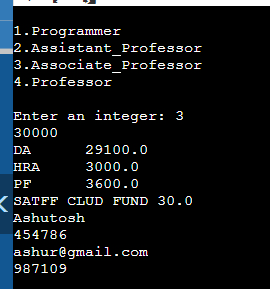 1.Programmer
2.Assistant_Professor
3.Associate_Professor
4.Professor
Enter an integer: 3
30000
DA 29100.0
HRA 3000.0
PF 3600.0
SATFF CLUD FUND 30.0
Ashutosh
454786
ashur@gmail.com
987109